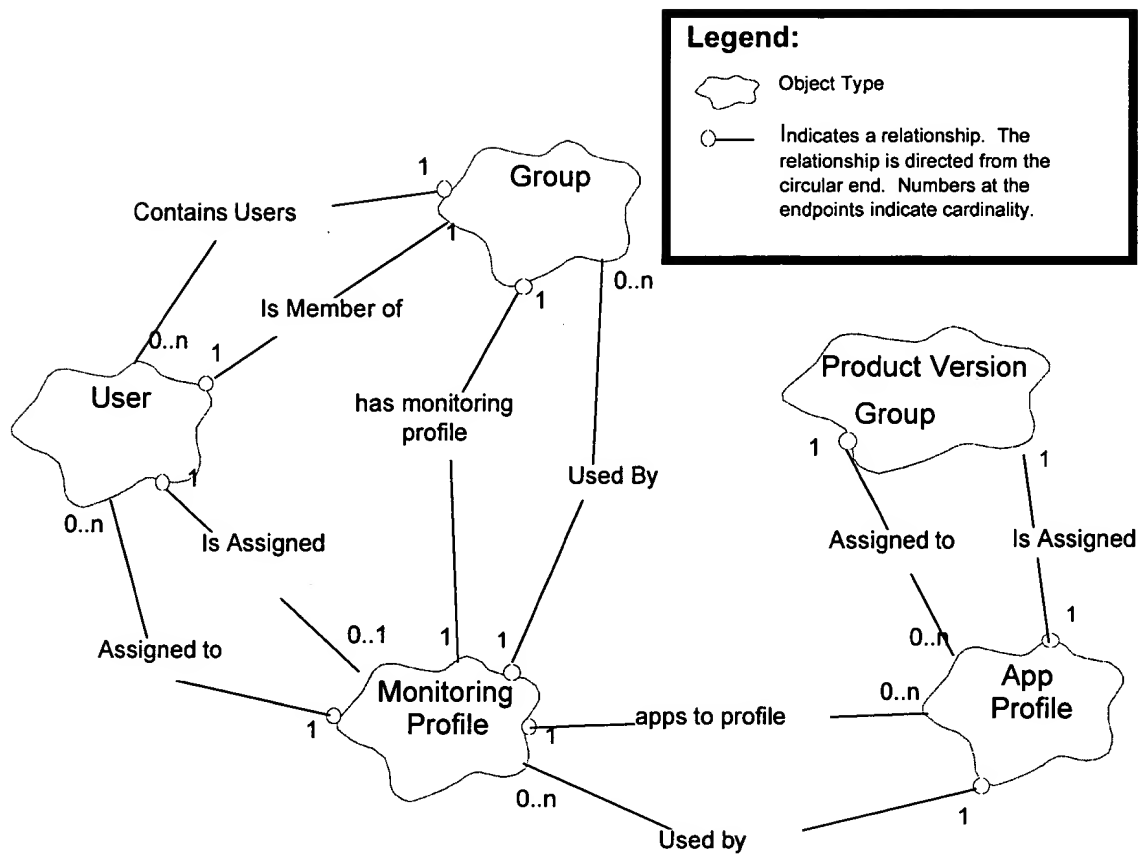 Legend:
Object Type
Indicates a relationship. The
relationship is directed from the
circular end. Numbers at the
endpoints indicate cardinality.
1
Group
Contains Users
1
0..n
Is Member of
1
0..n
1
Product Version
Group
User
has monitoring
profile
1
1
1
Used By
0..n
Is Assigned
Assigned to
Is Assigned
1
0..1
1
1
0..n
Assigned to
App
Profile
0..n
Monitoring
Profile
apps to profile
1
1
0..n
1
Used by